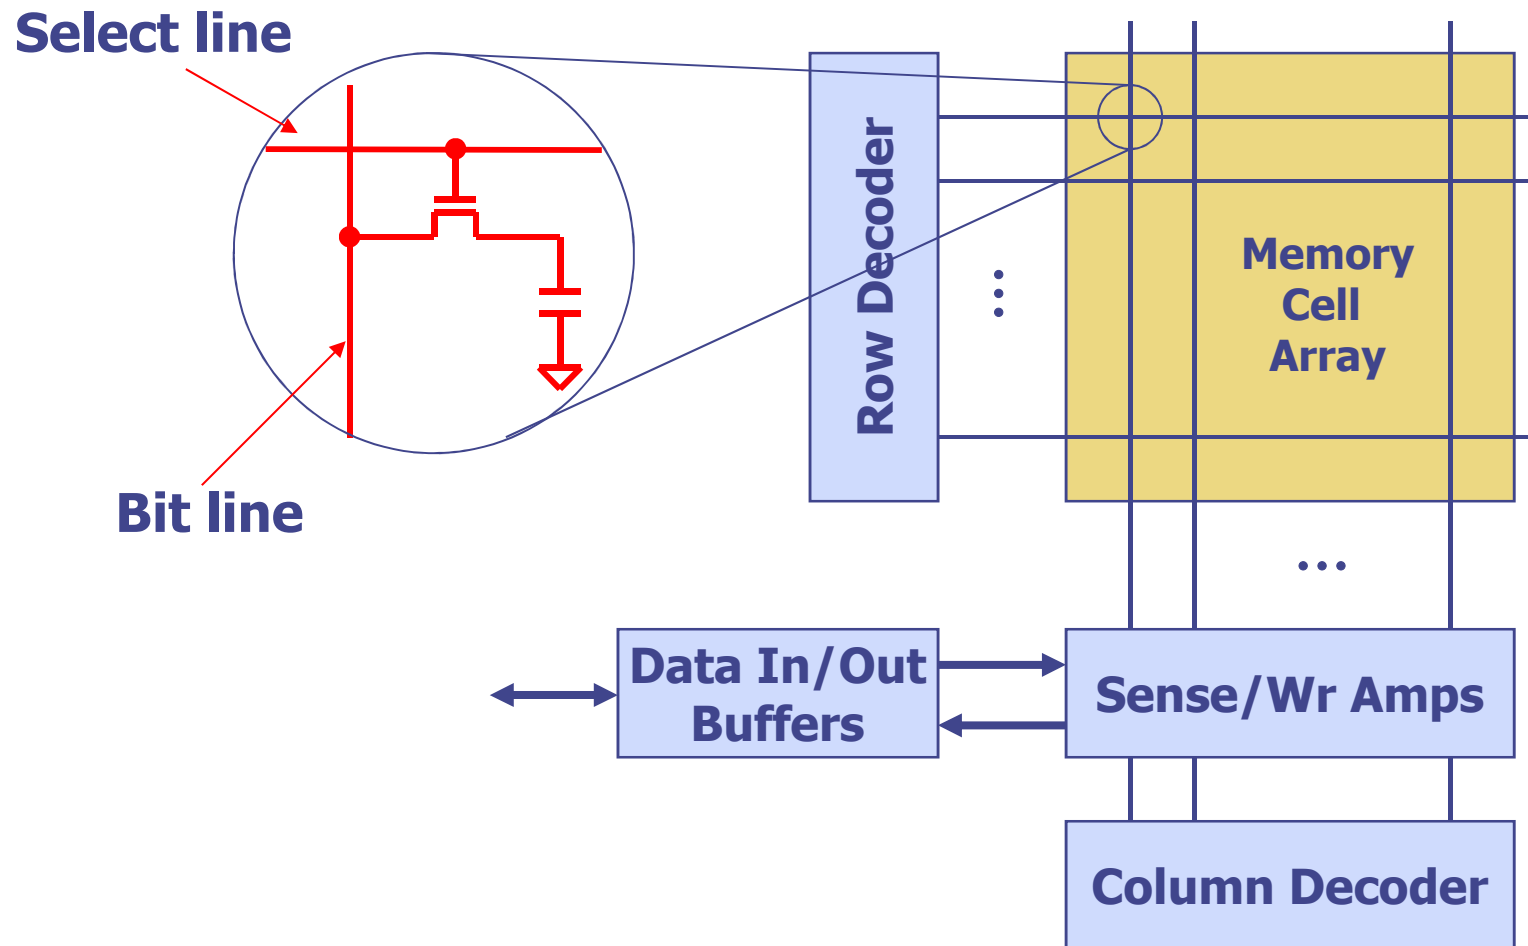 Select line
Row Decoder
Memory
Cell
Array
Bit line
...
...
Data In/Out
Buffers
Sense/Wr Amps
Column Decoder